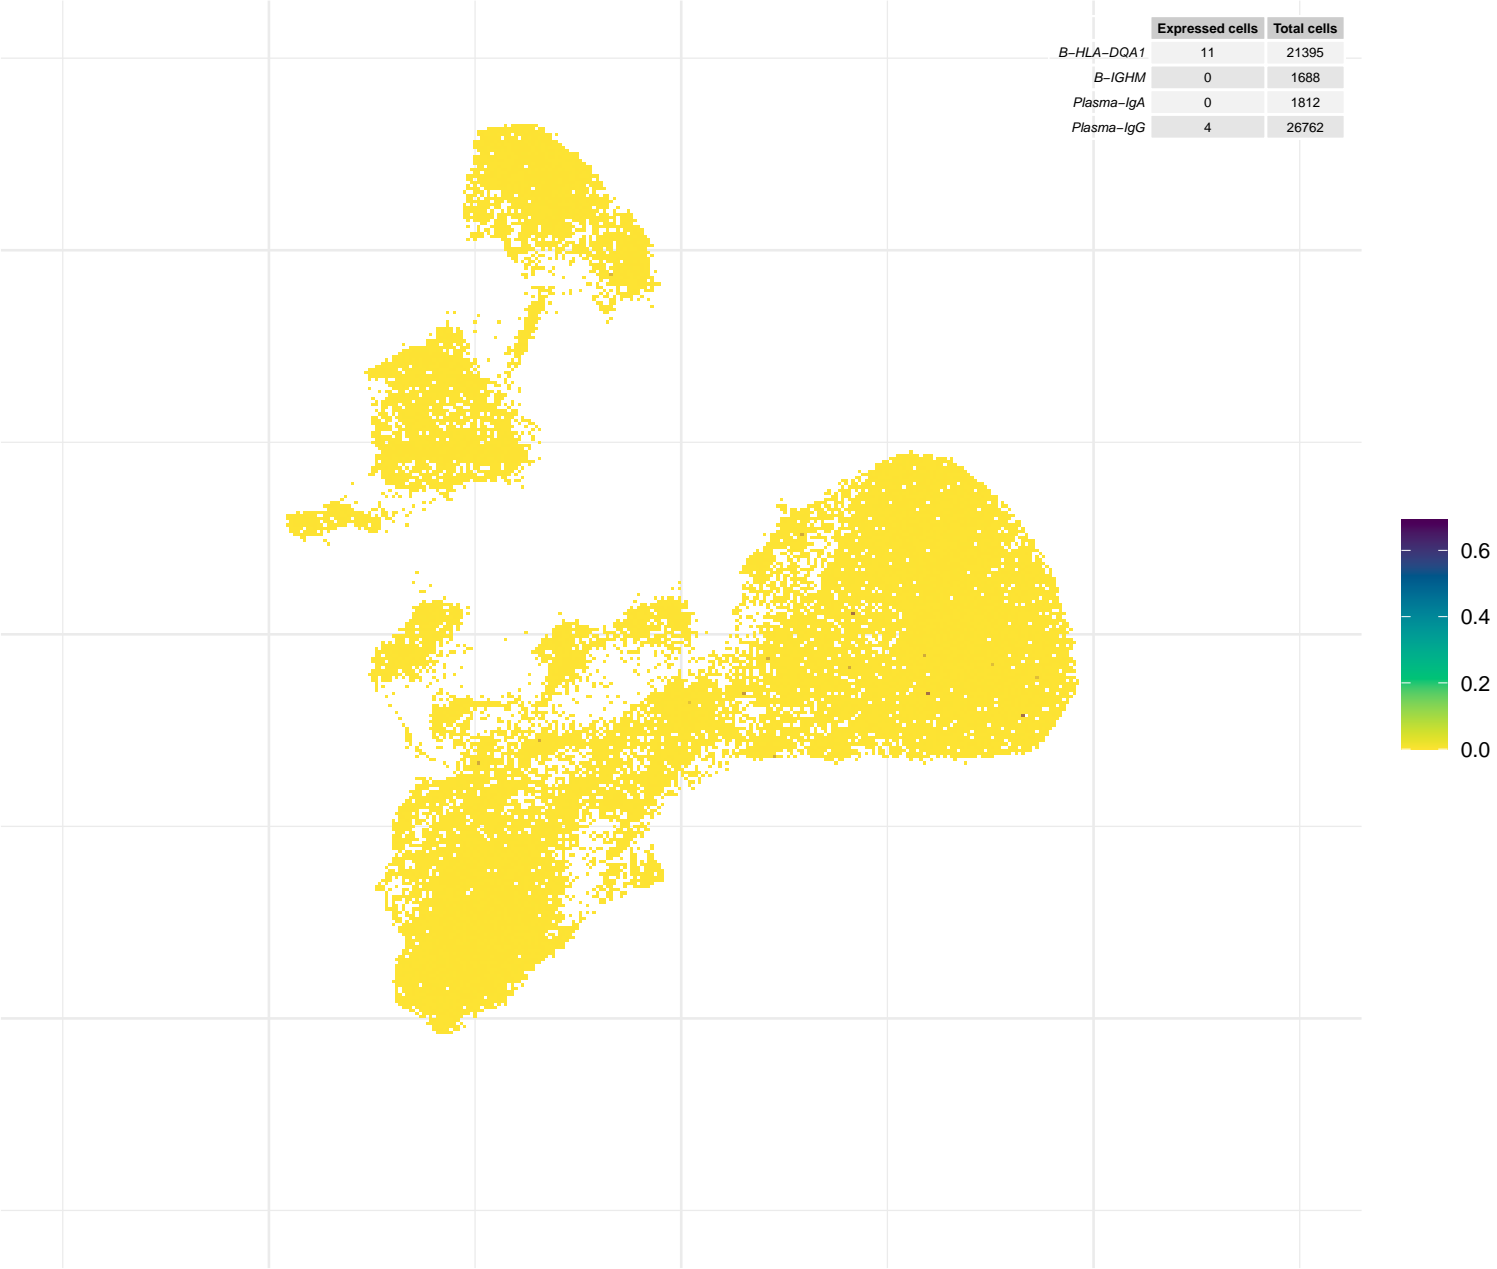 Expressed cells Total cells
B−HLA−DQA1 11 21395
B−IGHM 0 1688
Plasma−IgA 0 1812
Plasma−IgG 4 26762
0.6
0.4
0.2
0.0